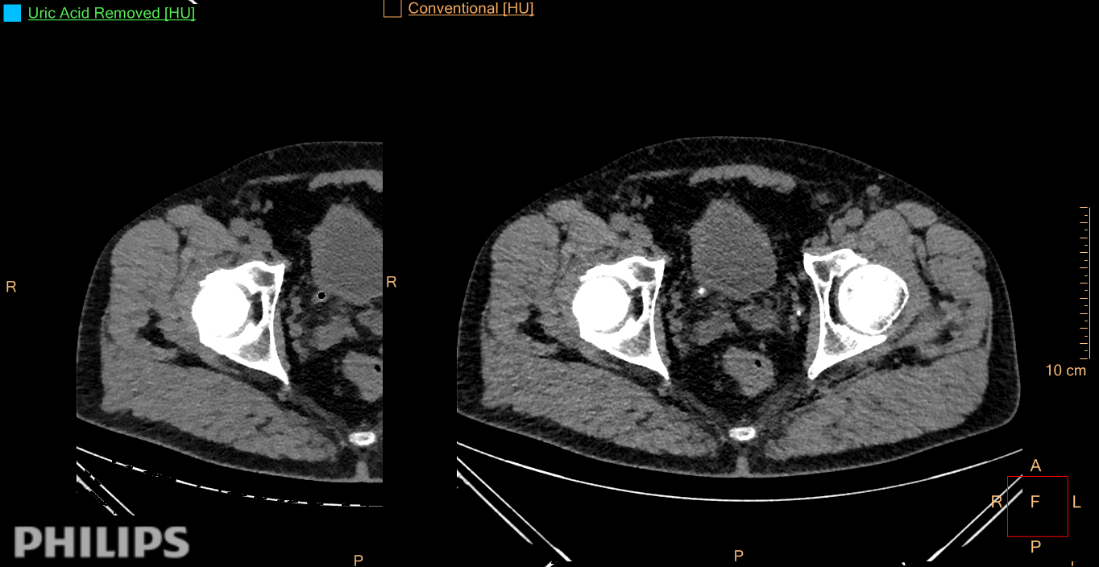 Uric Acid Removed [HU]
Conventional [HU]
R
R
10 cm
A
R F L
P
PHILIPS
P
P